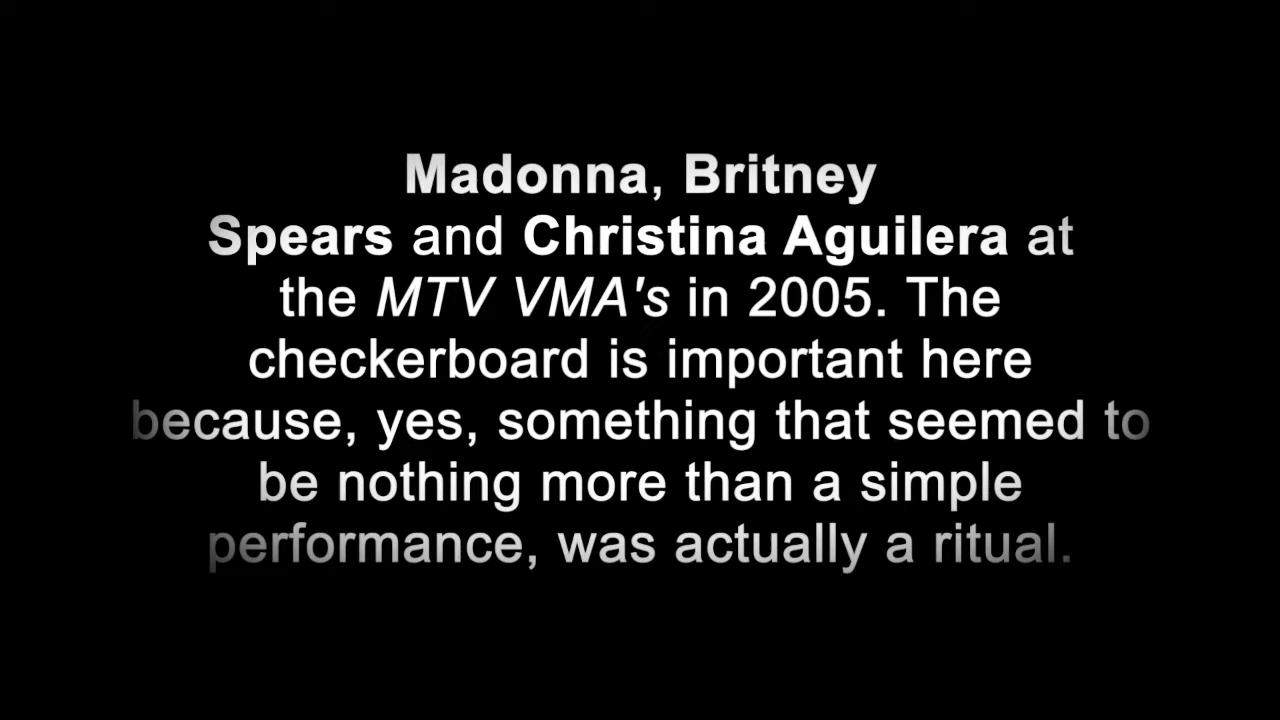 Madonna, Britney
Spears and Christina Aguilera at
the MTV VMA's in 2005. The
checkerboard is important here
because, yes, something that seemed to
be nothing more than a simple
performance, was actually a ritual.